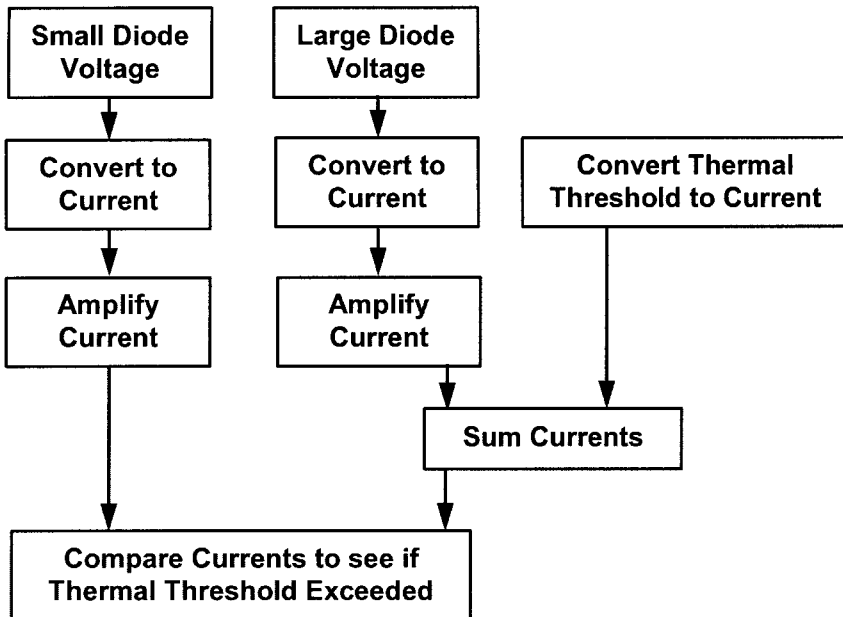 Small Diode
Voltage
Large Diode
Voltage
Convert to
Current
Convert to
Current
Convert Thermal
Threshold to Current
Amplify
Current
Amplify
Current
Sum Currents
Compare Currents to see if
Thermal Threshold Exceeded